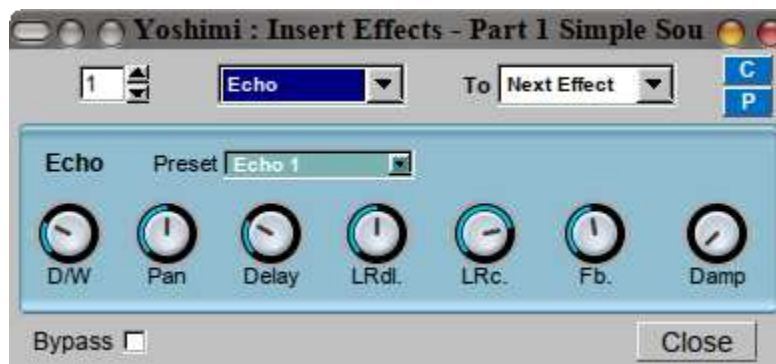 Yoshimi : Insert Effects - Part 1 Simple Sou
1 Echo To Next Effect C
P
Echo Preset Echo 1
D/W Pan Delay LRdl. LRc. Fb. Damp
Bypass Close